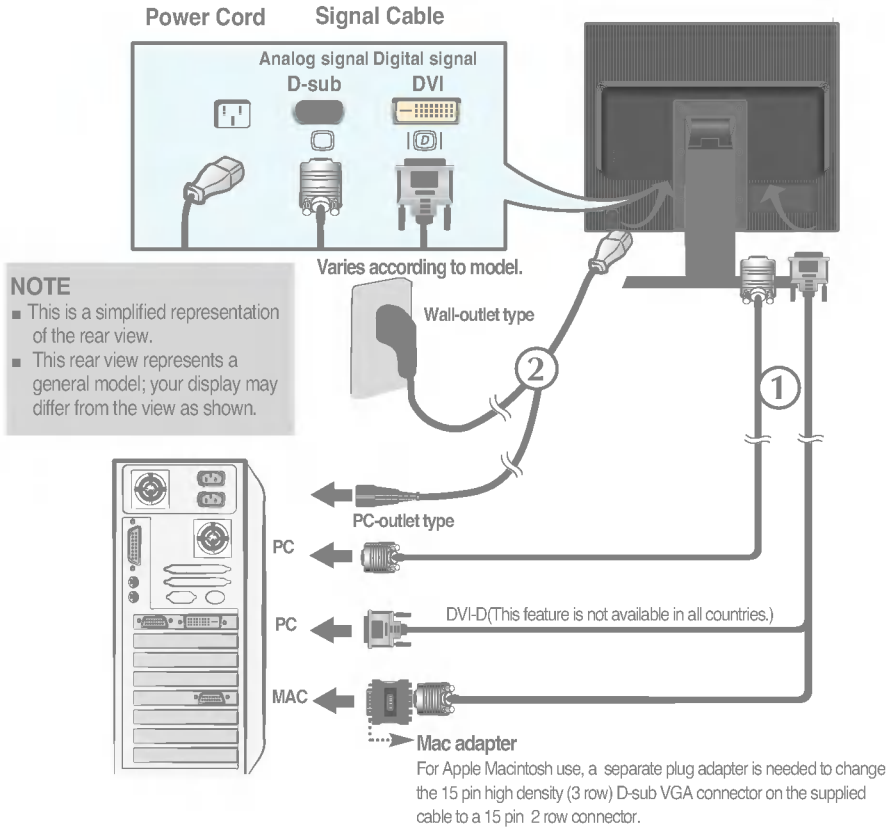 Power Cord Signal Cable
Analog signal Digital signal
D-sub DVI
D
Varies according to model.
NOTE
■ This is a simplified representation
of the rear view.
■ This rear view represents a
general model; your display may
differ from the view as shown.
Wall-outlet type
2
1
PC-outlet type
PC
PC
DVI-D(This feature is not available in all countries.)
MAC
Mac adapter
For Apple Macintosh use, a separate plug adapter is needed to change
the 15 pin high density (3 row) D-sub VGA connector on the supplied
cable to a 15 pin 2 row connector.